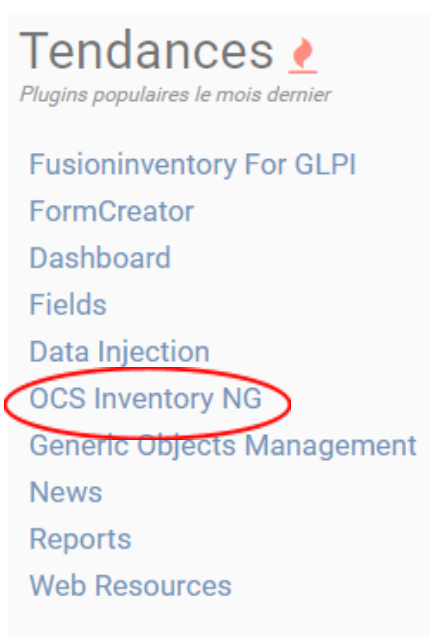 Tendances
Plugins populaires le mois dernier
Fusioninventory For GLPI
FormCreator
Dashboard
Fields
Data Injection
OCS Inventory NG
Generic Objects Management
News
Reports
Web Resources